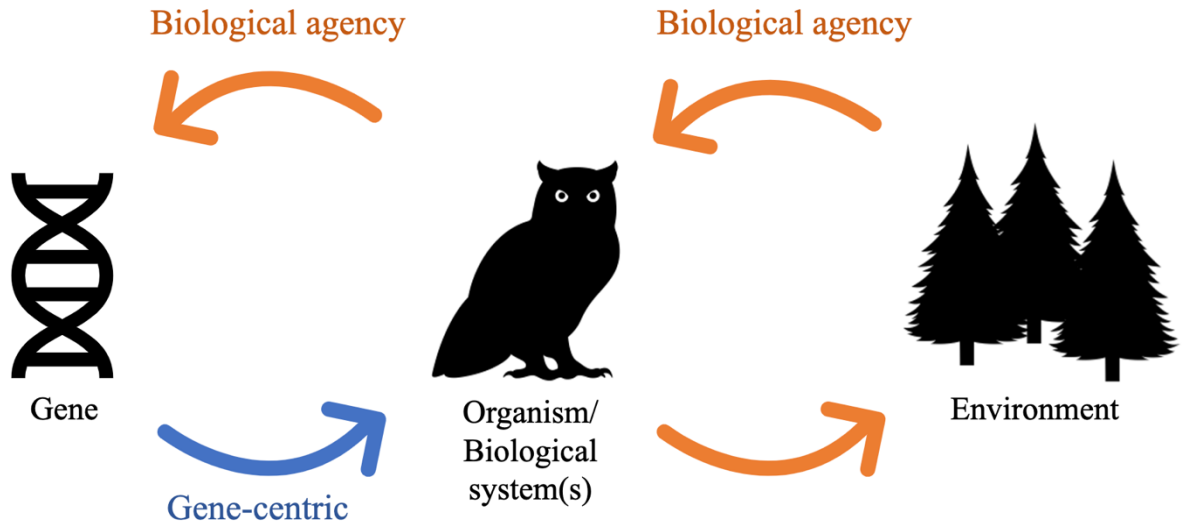 Biological agency
Biological agency
Gene
Organism/
Biological
system(s)
Environment
Gene-centric